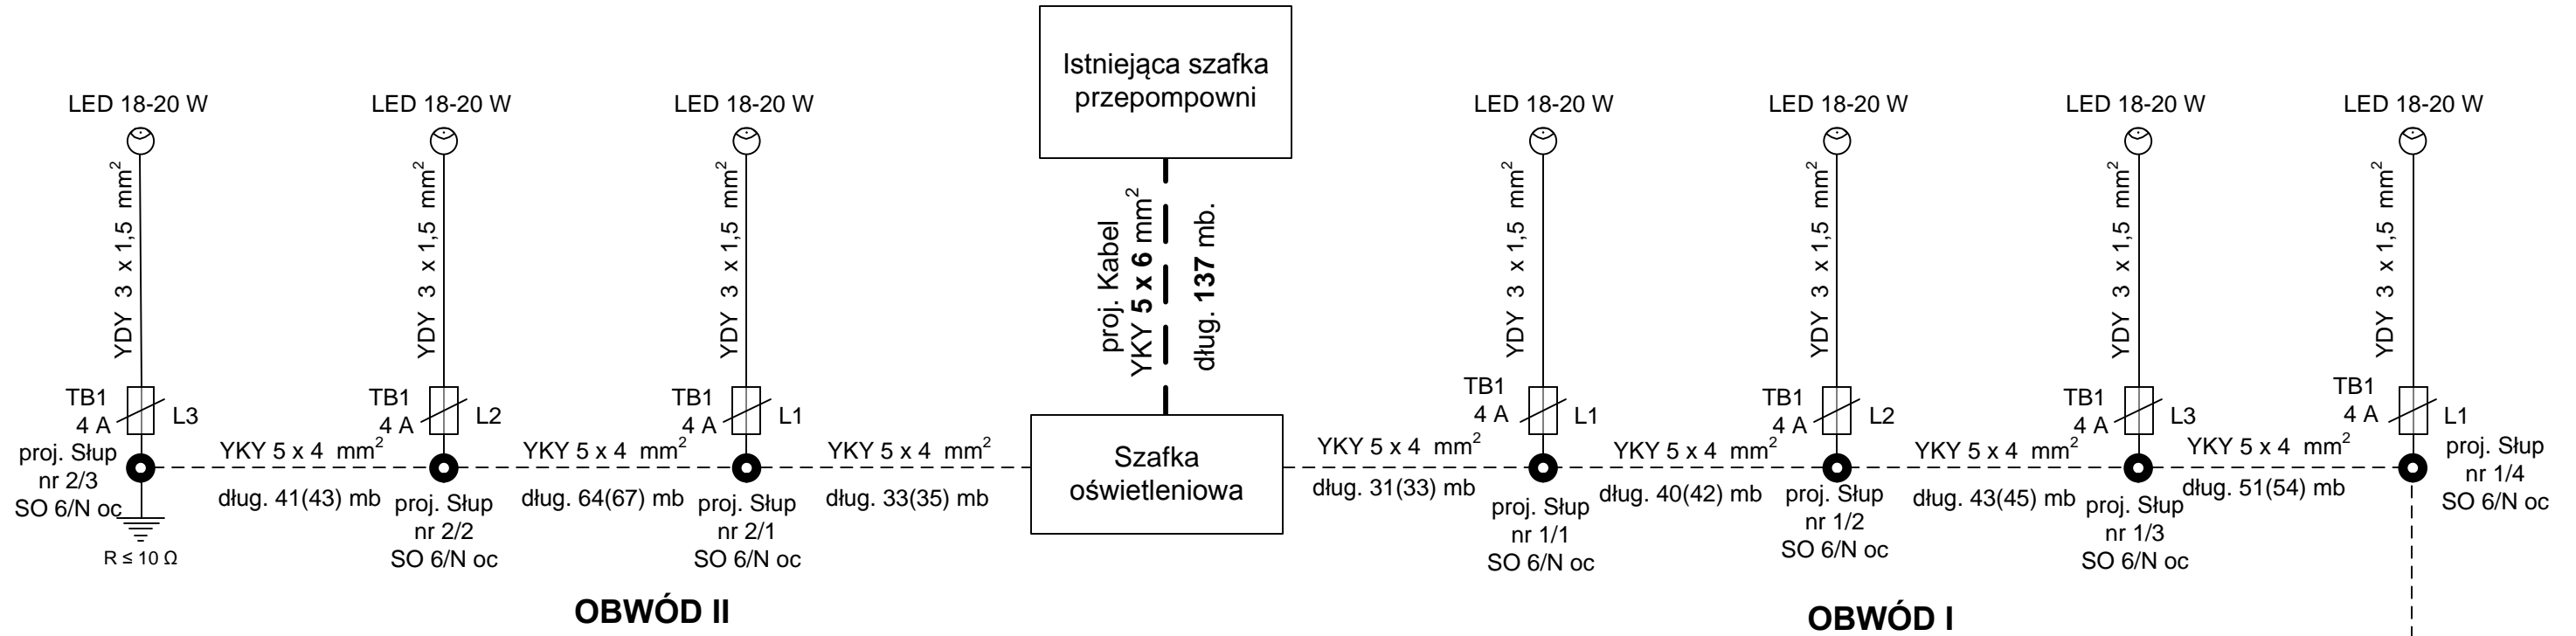 Istniejąca szafka
przepompowni
LED 18-20 W
LED 18-20 W
LED 18-20 W
LED 18-20 W
LED 18-20 W
LED 18-20 W
LED 18-20 W
YDY 3 x 1,5 mm²
YDY 3 x 1,5 mm²
YDY 3 x 1,5 mm²
proj. Kabel
YKY 5 x 6 mm²
dług. 137 mb.
YDY 3 x 1,5 mm²
YDY 3 x 1,5 mm²
YDY 3 x 1,5 mm²
YDY 3 x 1,5 mm²
TB1
4 A
L3
TB1
4 A
L2
TB1
4 A
L1
TB1
4 A
L1
TB1
4 A
L2
TB1
4 A
L3
TB1
4 A
L1
proj. Słup
nr 2/3
SO 6/N oc
R ≤ 10 Ω
YKY 5 x 4 mm²
dług. 41(43) mb
proj. Słup
nr 2/2
SO 6/N oc
YKY 5 x 4 mm²
dług. 64(67) mb
proj. Słup
nr 2/1
SO 6/N oc
YKY 5 x 4 mm²
dług. 33(35) mb
Szafka
oświetleniowa
YKY 5 x 4 mm²
dług. 31(33) mb
proj. Słup
nr 1/1
SO 6/N oc
YKY 5 x 4 mm²
dług. 40(42) mb
proj. Słup
nr 1/2
SO 6/N oc
YKY 5 x 4 mm²
dług. 43(45) mb
proj. Słup
nr 1/3
SO 6/N oc
YKY 5 x 4 mm²
dług. 51(54) mb
proj. Słup
nr 1/4
SO 6/N oc
OBWÓD II
OBWÓD I